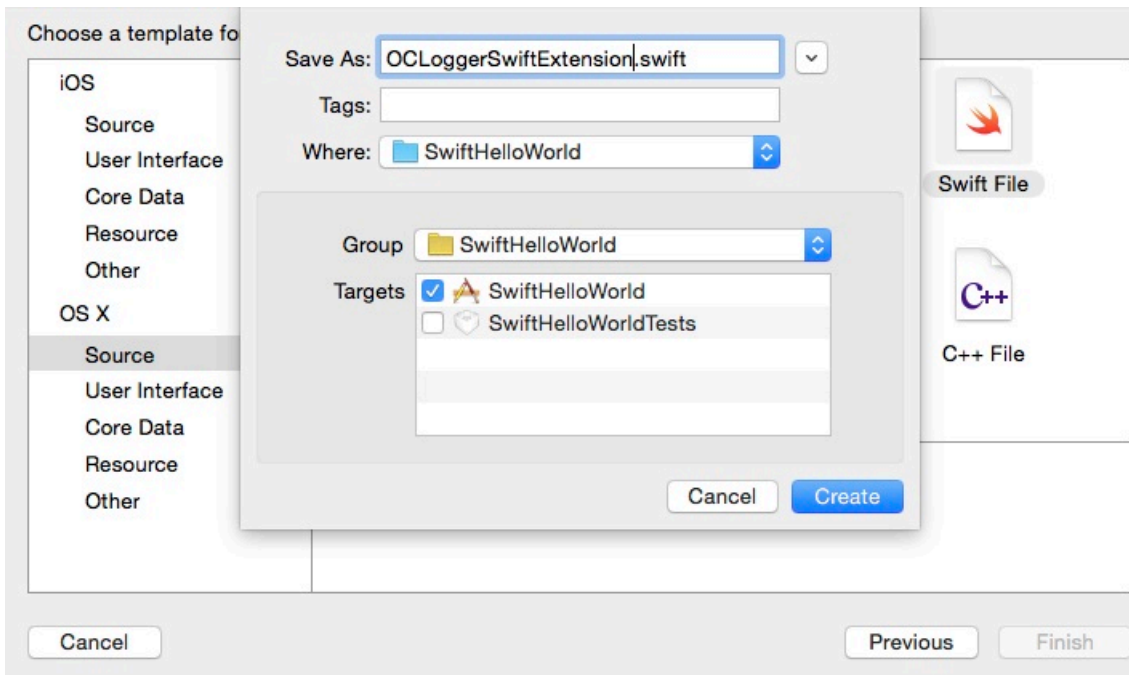 Choose a template fo
iOS
Source
User Interface
Core Data
Resource
Other
OS X
Source
User Interface
Core Data
Resource
Other
Save As: OCLoggerSwiftExtension.swift
Tags:
Where: SwiftHelloWorld
Group SwiftHelloWorld
Targets SwiftHelloWorld
SwiftHelloWorldTests
Cancel Create
Swift File
C++
C++ File
Cancel Previous Finish